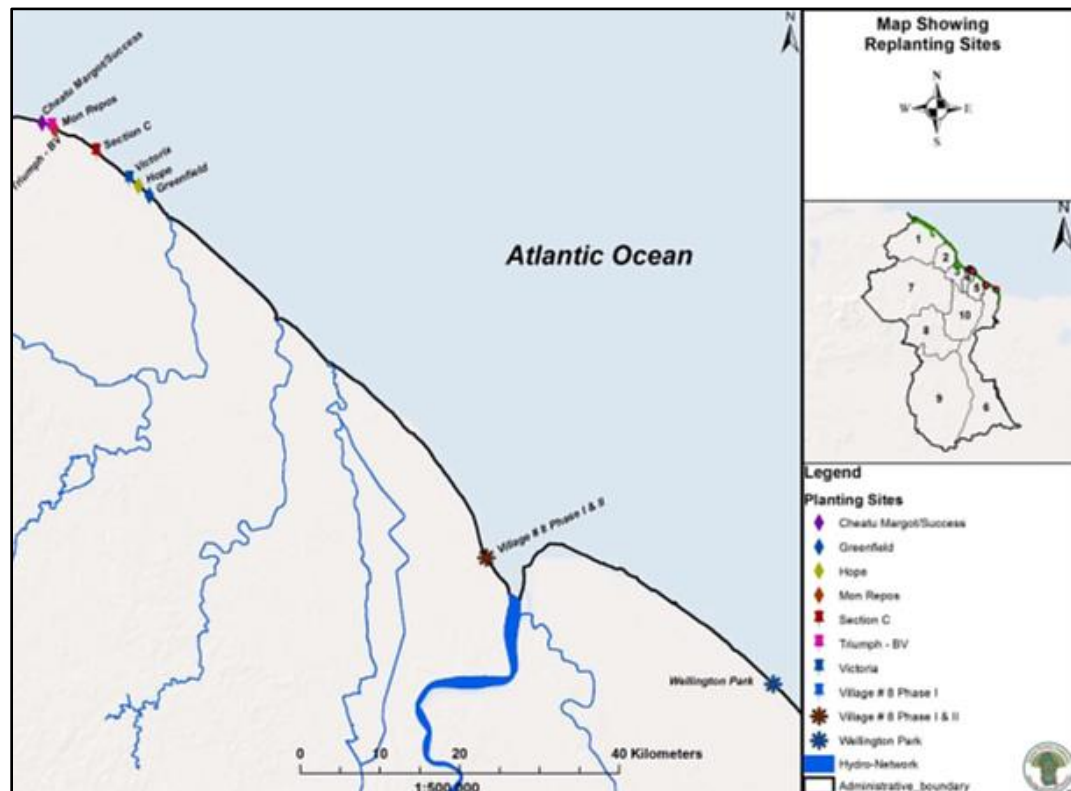 N
Cheatu Margot/Success
Mon Repos
Triumph - BV
Section C
Victoria
Hope
Greenfield
Atlantic Ocean
Village # 8 Phase I & II
Wellington Park
0 10 20 40 Kilometers
1:500,000
Map Showing
Replanting Sites
N
W E
S
N
1
2
3
4
5
7
10
8
9
6
Legend
Planting Sites
Cheatu Margot/Success
Greenfield
Hope
Mon Repos
Section C
Triumph - BV
Victoria
Village # 8 Phase I
Village # 8 Phase I & II
Wellington Park
Hydro-Network
Administrative_boundary